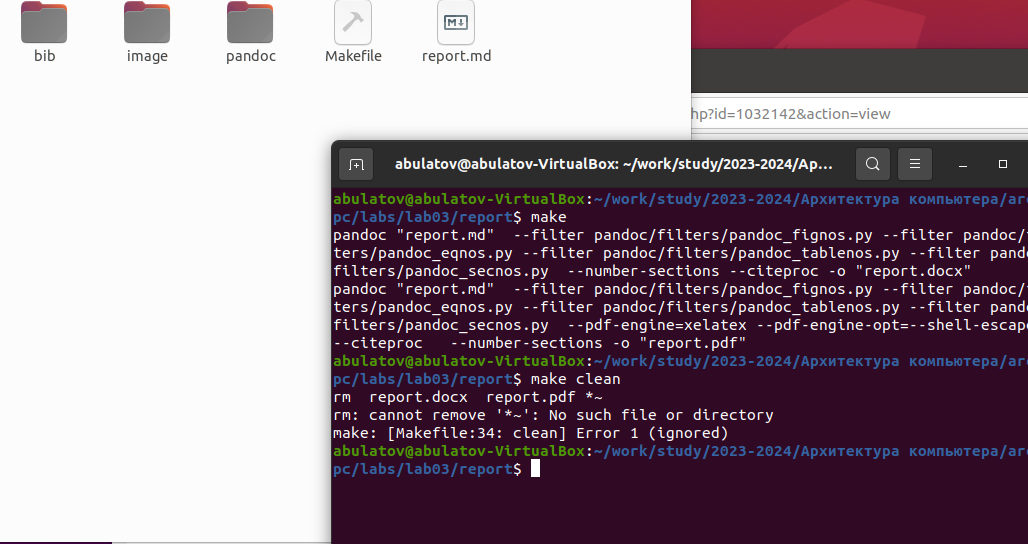 bib image pandoc Makefile report.md
hp?id=1032142&action=view
abulatov@abulatov-VirtualBox: ~/work/study/2023-2024/Ар...
abulatov@abulatov-VirtualBox:~/work/study/2023-2024/Архитектура компьютера/arc
pc/labs/lab03/report$ make
pandoc "report.md"  --filter pandoc/filters/pandoc_fignos.py --filter pandoc/
ters/pandoc_eqnos.py --filter pandoc/filters/pandoc_tablenos.py --filter pando
filters/pandoc_secnos.py  --number-sections --citeproc -o "report.docx"
pandoc "report.md"  --filter pandoc/filters/pandoc_fignos.py --filter pandoc/
ters/pandoc_eqnos.py --filter pandoc/filters/pandoc_tablenos.py --filter pando
filters/pandoc_secnos.py  --pdf-engine=xelatex --pdf-engine-opt=--shell-escape
--citeproc   --number-sections -o "report.pdf"
abulatov@abulatov-VirtualBox:~/work/study/2023-2024/Архитектура компьютера/arc
pc/labs/lab03/report$ make clean
rm  report.docx  report.pdf *~
rm: cannot remove '*~': No such file or directory
make: [Makefile:34: clean] Error 1 (ignored)
abulatov@abulatov-VirtualBox:~/work/study/2023-2024/Архитектура компьютера/arc
pc/labs/lab03/report$